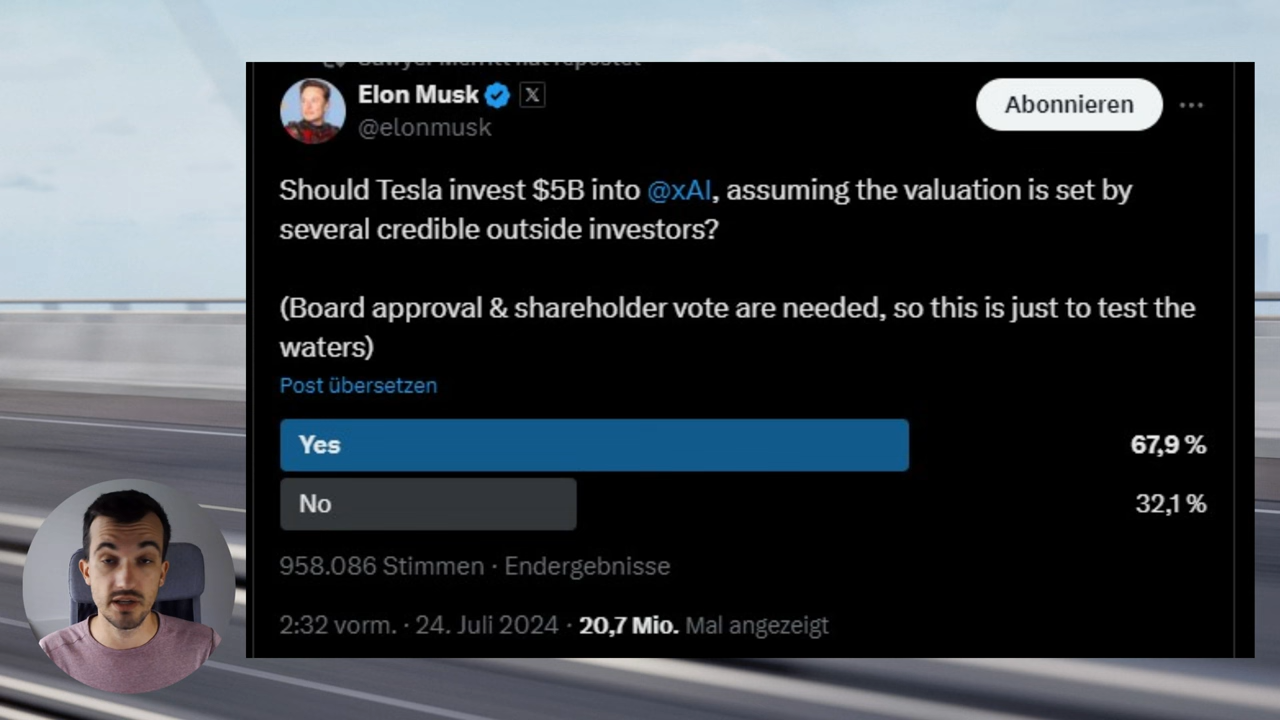 Elon Musk
@elonmusk
Abonnieren
Should Tesla invest $5B into @xAI, assuming the valuation is set by
several credible outside investors?
(Board approval & shareholder vote are needed, so this is just to test the
waters)
Post übersetzen
Yes 67,9 %
No 32,1 %
958.086 Stimmen · Endergebnisse
2:32 vorm. · 24. Juli 2024 · 20,7 Mio. Mal angezeigt